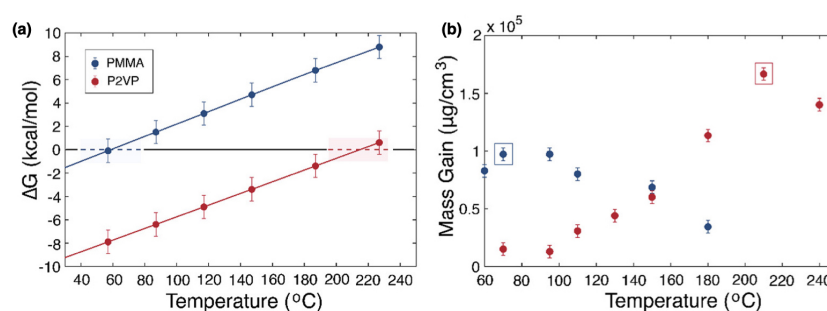 (a)
ΔG (kcal/mol)
10
8
6
4
2
0
-2
-4
-6
-8
-10
PMMA
P2VP
40 60 80 100 120 140 160 180 200 220 240
Temperature (°C)
(b)
2 x 10⁵
Mass Gain (μg/cm³)
1.5
1
0.5
0
60 80 100 120 140 160 180 200 220 240
Temperature (°C)